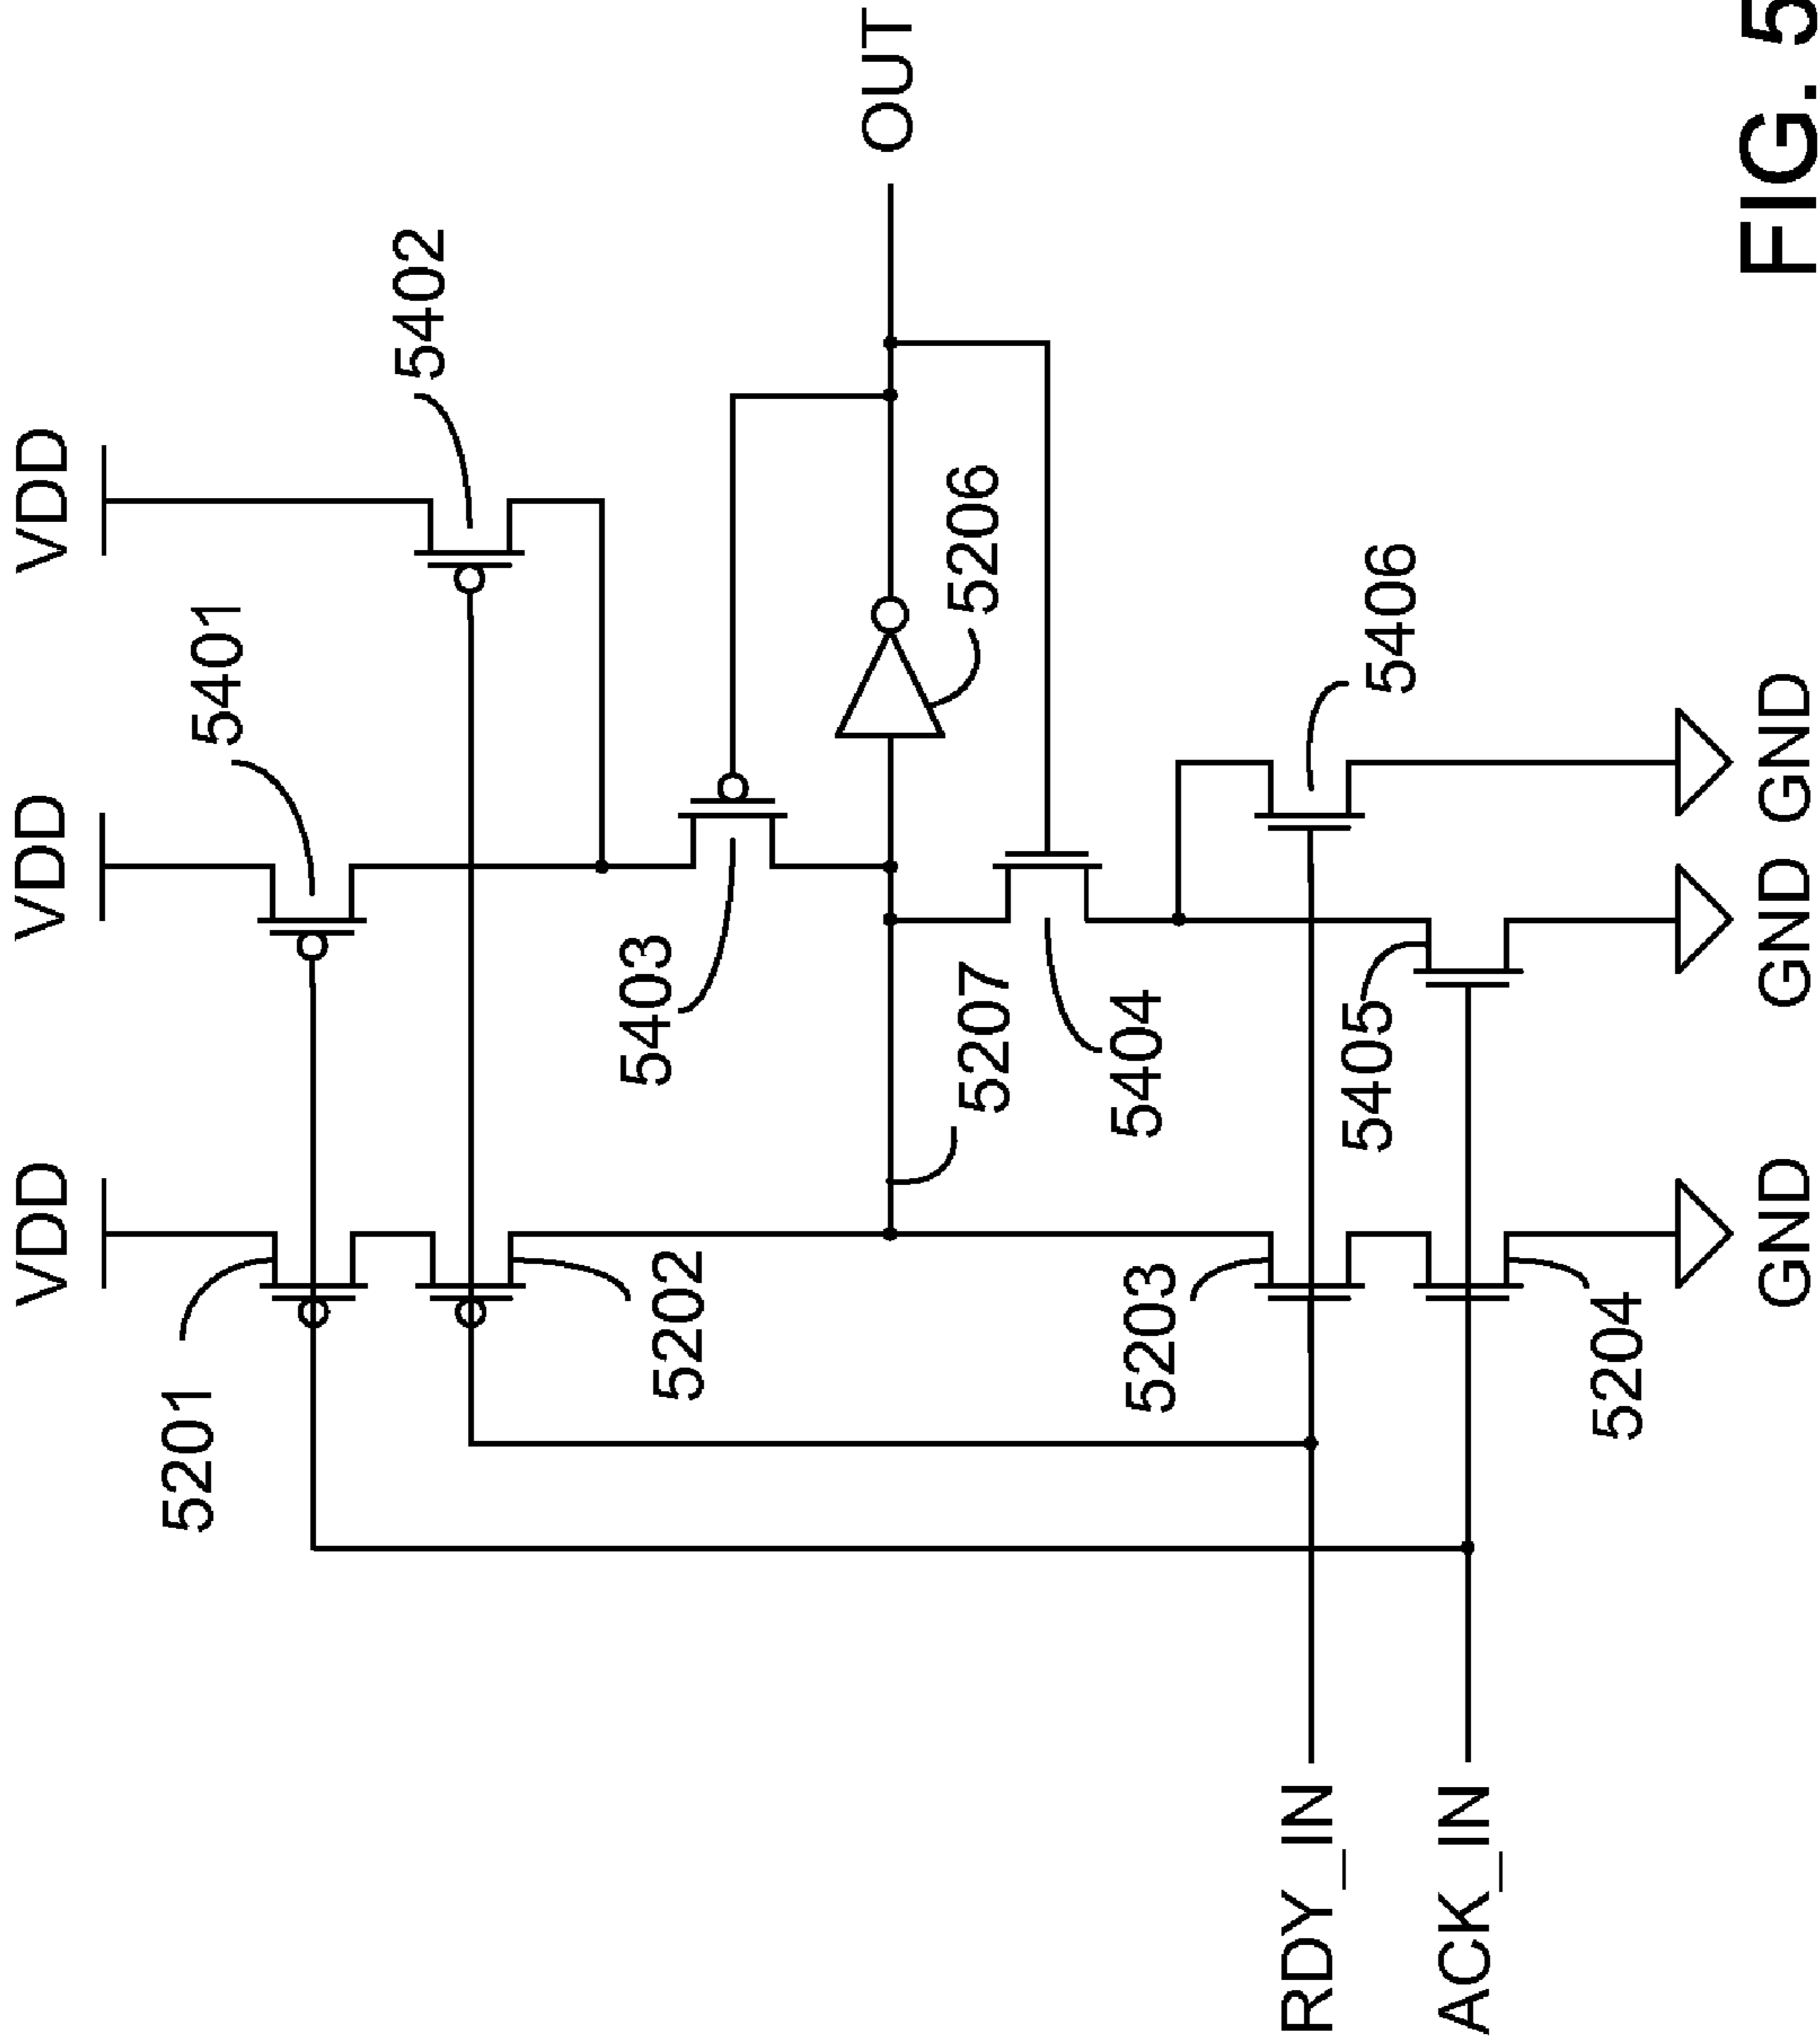 VDD
VDD
VDD
5201
5401
5402
5202
5403
5207
5206
OUT
5203
5404
5405
5406
5204
RDY_IN
ACK_IN
GND
GND
GND
FIG. 5